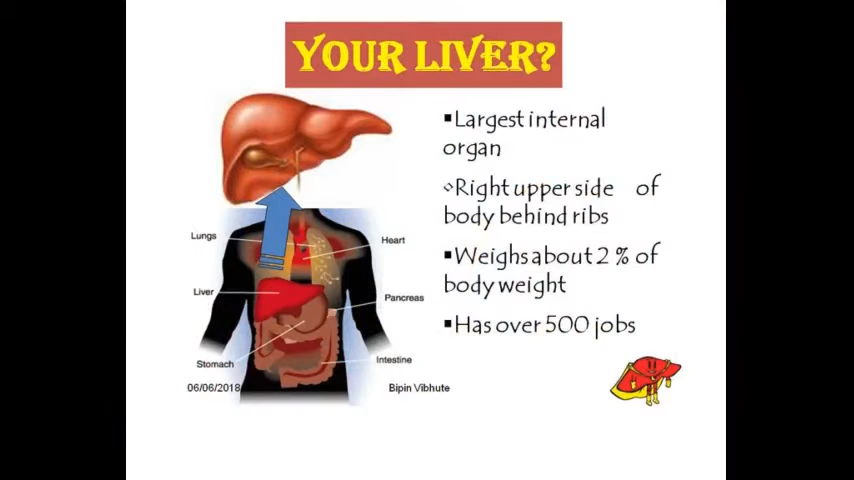 YOUR LIVER?
▪Largest internal
organ
❖Right upper side of
body behind ribs
▪Weighs about 2 % of
body weight
▪Has over 500 jobs
Lungs
Heart
Liver
Pancreas
Stomach
Intestine
06/06/2018
Bipin Vibhute